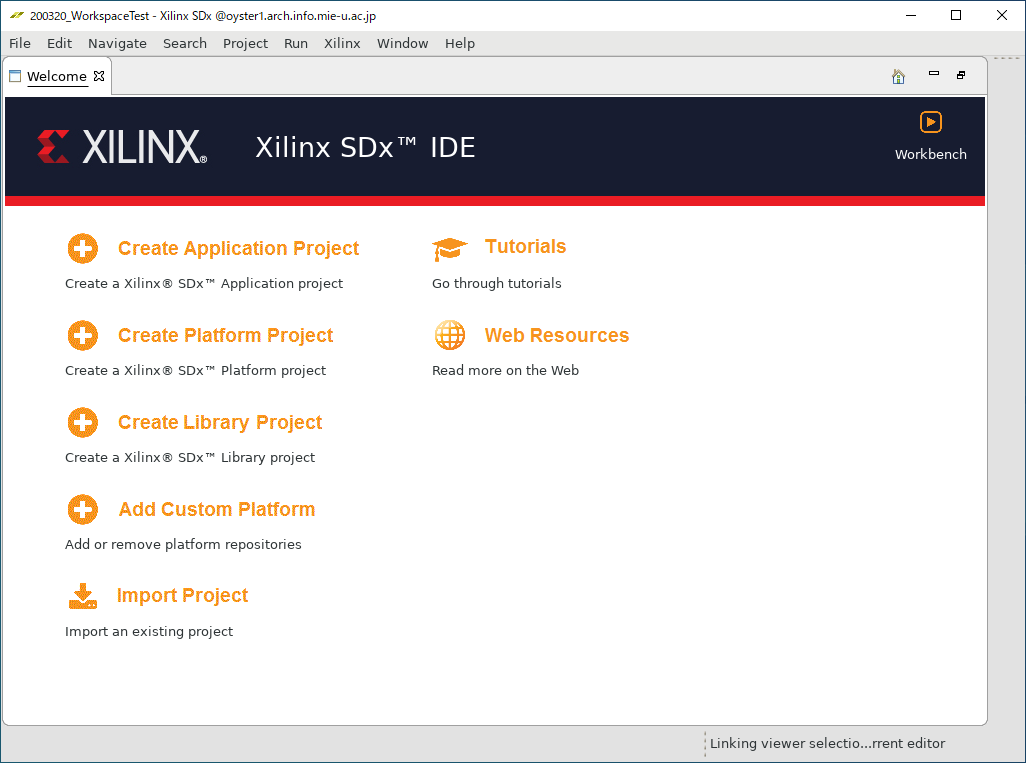 200320_WorkspaceTest - Xilinx SDx @oyster1.arch.info.mie-u.ac.jp
File Edit Navigate Search Project Run Xilinx Window Help
Welcome
XILINX®
Xilinx SDx™ IDE
Workbench
Create Application Project
Create a Xilinx® SDx™ Application project
Create Platform Project
Create a Xilinx® SDx™ Platform project
Create Library Project
Create a Xilinx® SDx™ Library project
Add Custom Platform
Add or remove platform repositories
Import Project
Import an existing project
Tutorials
Go through tutorials
Web Resources
Read more on the Web
Linking viewer selectio...rrent editor